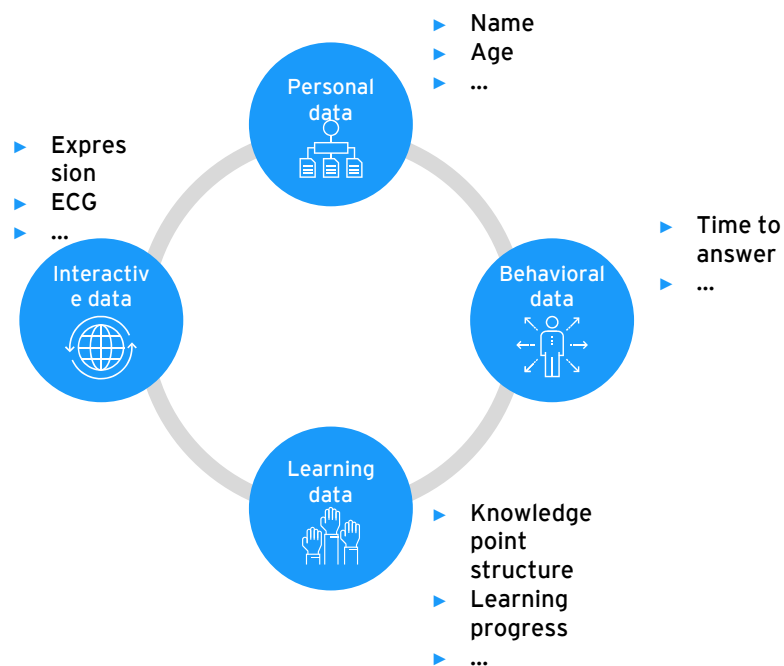 ► Name
► Age
► ...
Personal
data
► Expres
sion
► ECG
► ...
Interactiv
e data
Behavioral
data
► Time to
answer
► ...
Learning
data
► Knowledge
point
structure
► Learning
progress
► ...